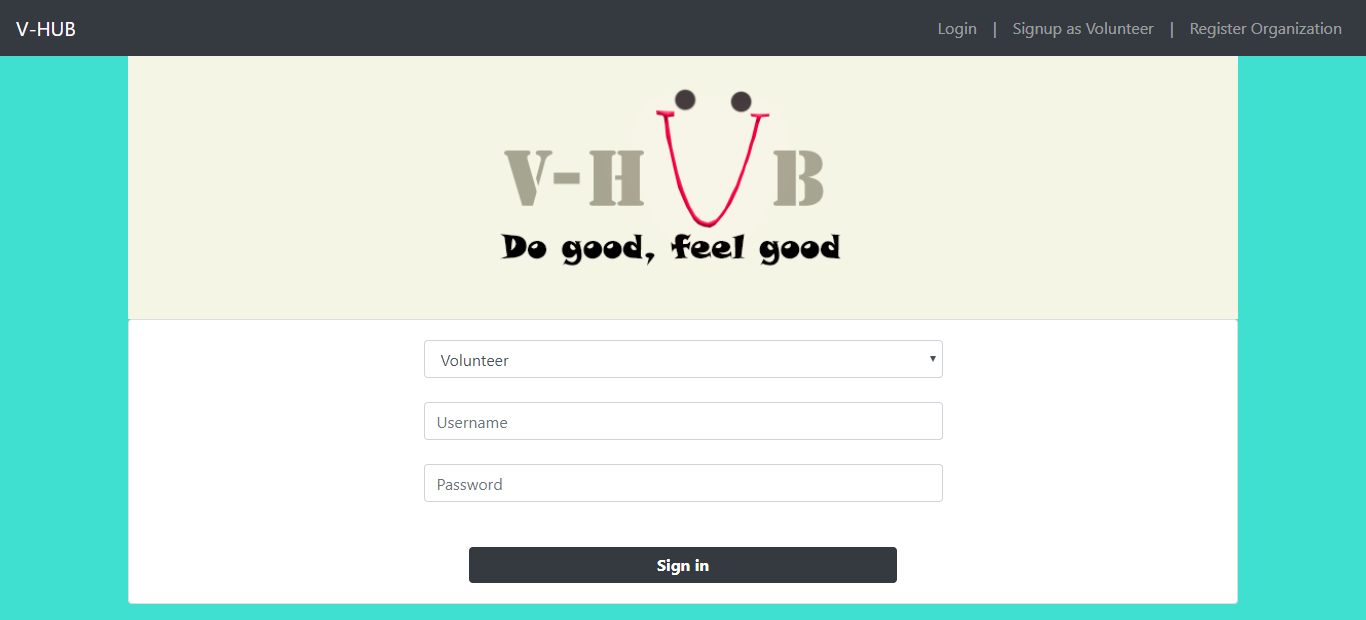 V-HUB
Login | Signup as Volunteer | Register Organization
V-HUB
Do good, feel good
Volunteer
Username
Password
Sign in